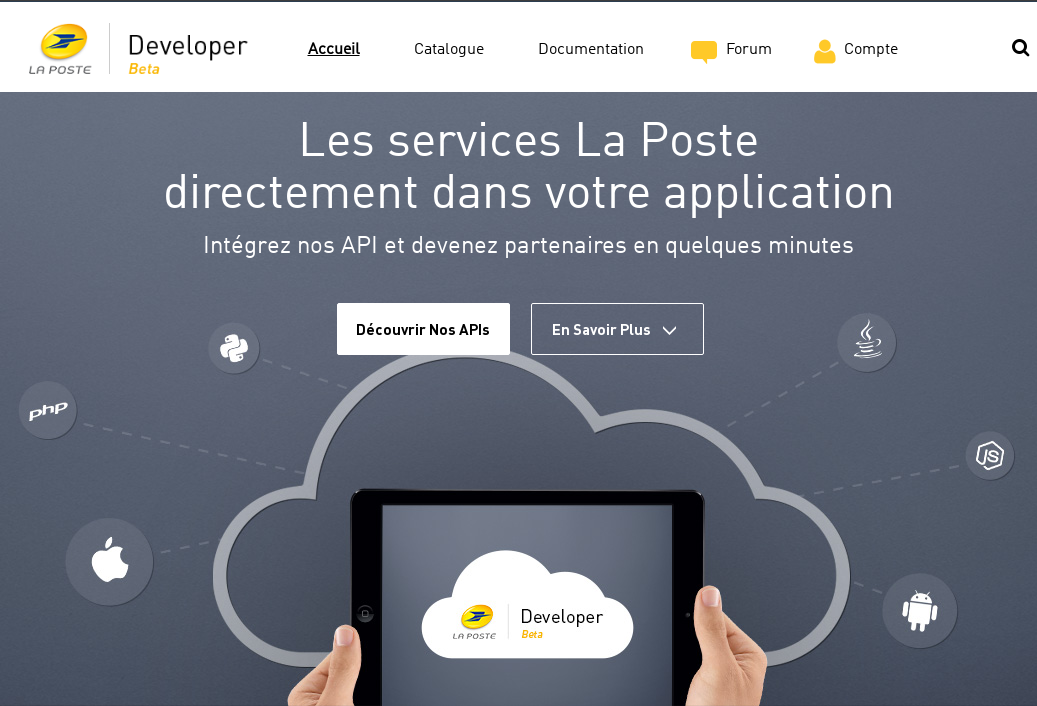 LA POSTE
Developer
Beta
Accueil
Catalogue
Documentation
Forum
Compte
Les services La Poste
directement dans votre application
Intégrez nos API et devenez partenaires en quelques minutes
Découvrir Nos APIs
En Savoir Plus
php
JS
LA POSTE
Developer
Beta